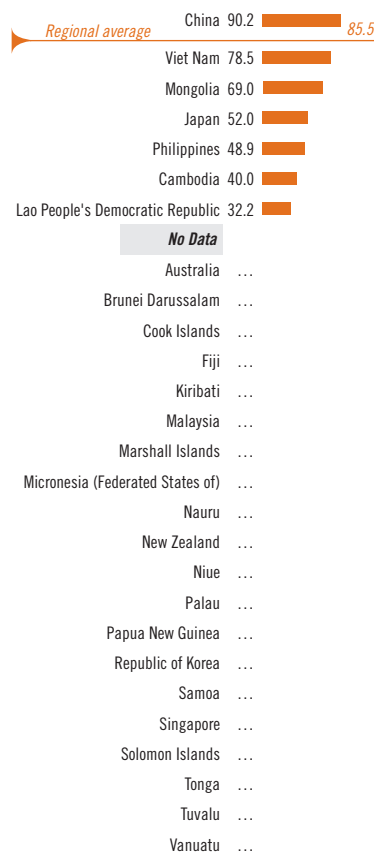 China 90.2
Regional average 85.5
Viet Nam 78.5
Mongolia 69.0
Japan 52.0
Philippines 48.9
Cambodia 40.0
Lao People's Democratic Republic 32.2
No Data
Australia ...
Brunei Darussalam ...
Cook Islands ...
Fiji ...
Kiribati ...
Malaysia ...
Marshall Islands ...
Micronesia (Federated States of) ...
Nauru ...
New Zealand ...
Niue ...
Palau ...
Papua New Guinea ...
Republic of Korea ...
Samoa ...
Singapore ...
Solomon Islands ...
Tonga ...
Tuvalu ...
Vanuatu ...